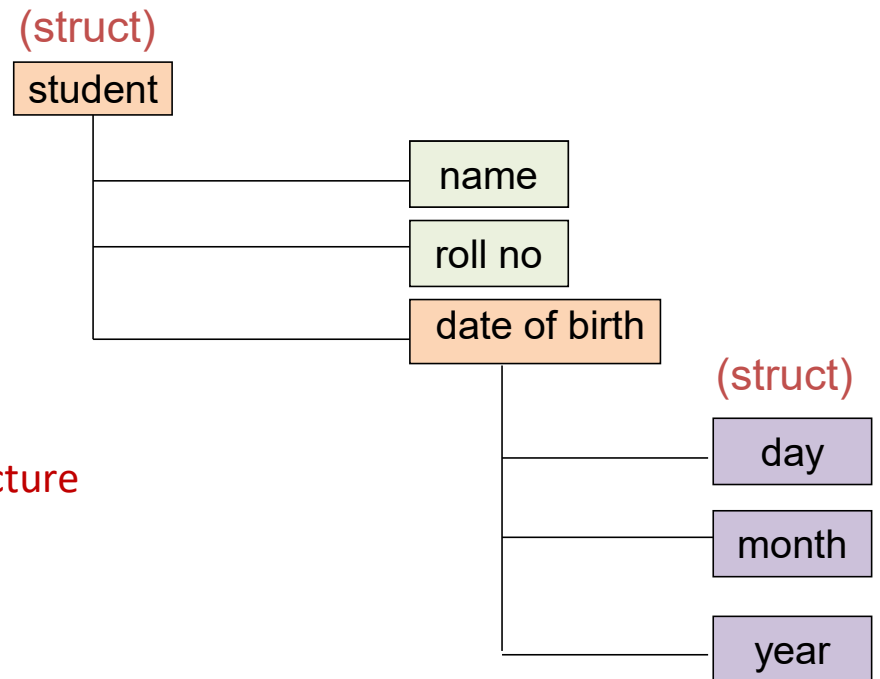 (struct)
student
name
roll no
date of birth
(struct)
day
cture
month
year